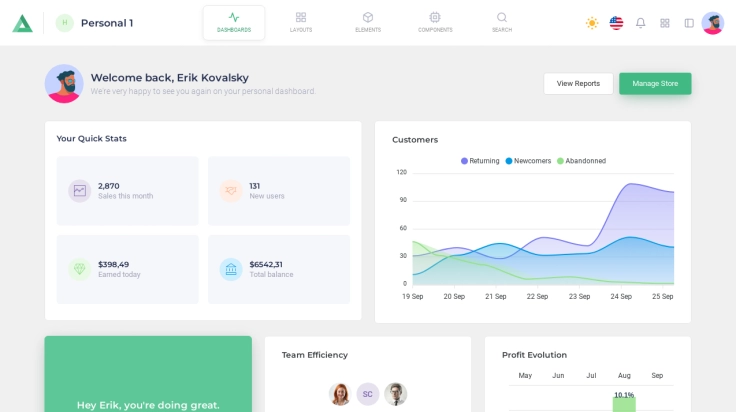 H
Personal 1
DASHBOARDS
LAYOUTS
ELEMENTS
COMPONENTS
SEARCH
Welcome back, Erik Kovalsky
We're very happy to see you again on your personal dashboard.
View Reports
Manage Store
Your Quick Stats
2,870
Sales this month
131
New users
$398,49
Earned today
$6542,31
Total balance
Customers
Returning Newcomers Abandonned
120
90
60
30
0
19 Sep 20 Sep 21 Sep 22 Sep 23 Sep 24 Sep 25 Sep
Hey Erik, you're doing great.
Team Efficiency
SC
Profit Evolution
May Jun Jul Aug Sep
10.1%